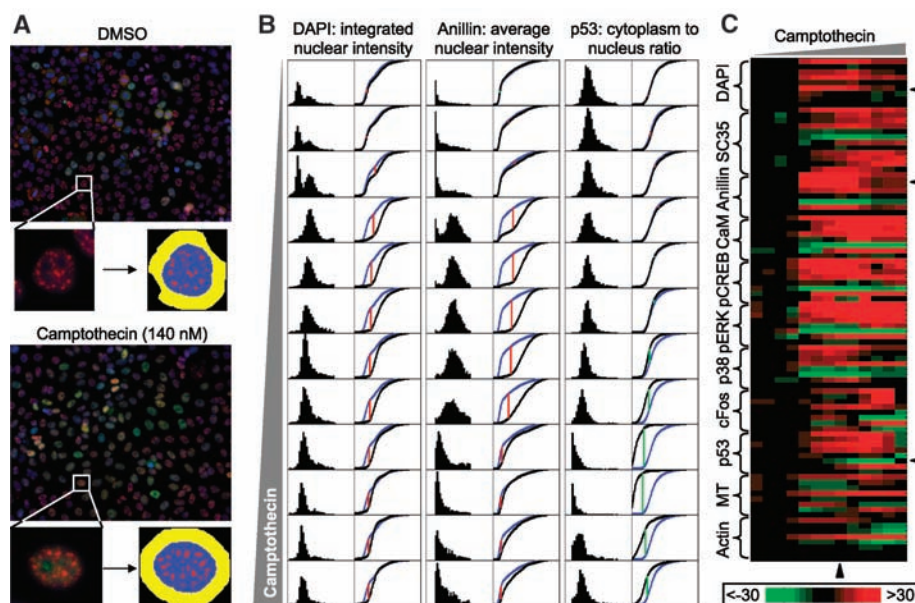 A
DMSO
Camptothecin (140 nM)
B
DAPI: integrated
nuclear intensity
Anillin: average
nuclear intensity
p53: cytoplasm to
nucleus ratio
Camptothecin
C
Camptothecin
DAPI
SC35
Anillin
CaM
pCREB
pERK
p38
cFos
p53
MT
Actin
<-30
>30